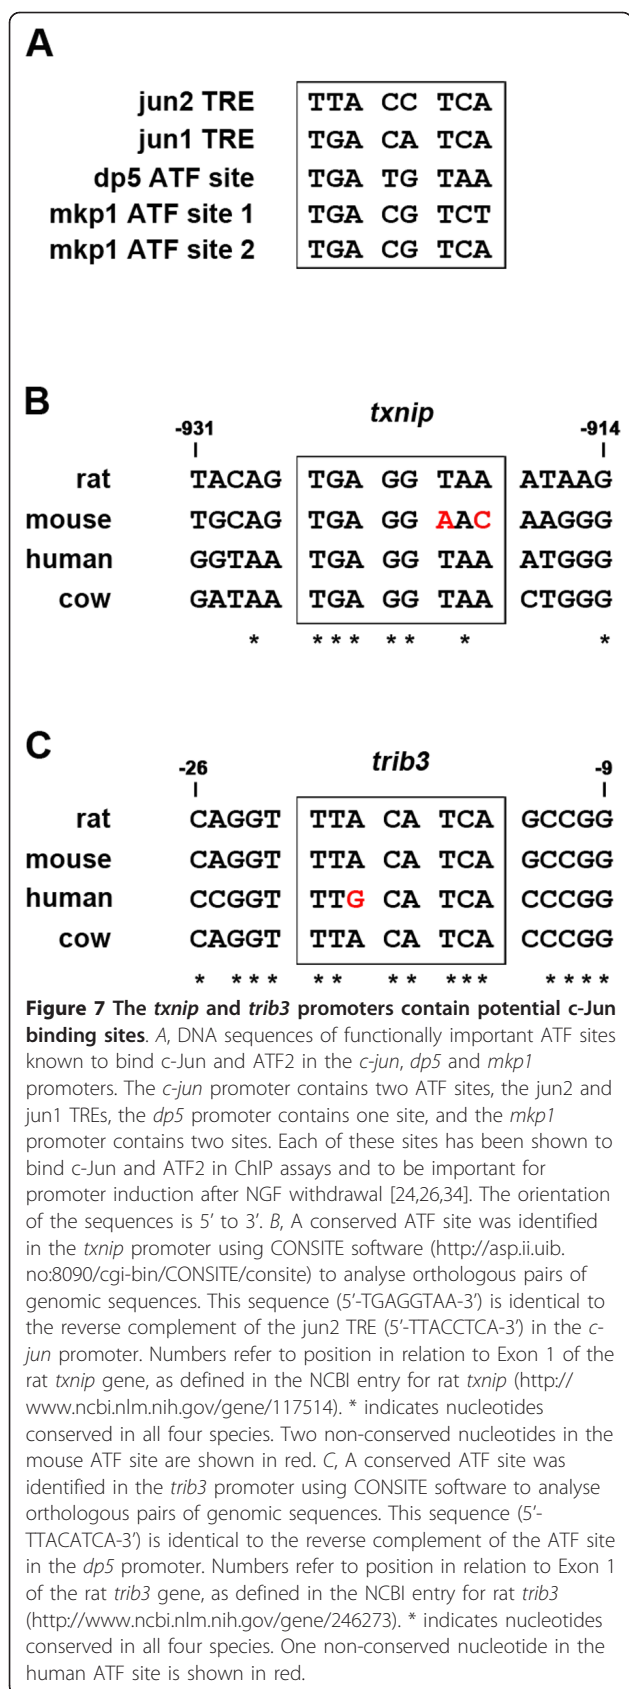 A
jun2 TRE TTA CC TCA
jun1 TRE TGA CA TCA
dp5 ATF site TGA TG TAA
mkp1 ATF site 1 TGA CG TCT
mkp1 ATF site 2 TGA CG TCA
B
txnip
-931 -914
rat TACAG TGA GG TAA ATAAG
mouse TGCAG TGA GG AAC AAGGG
human GGTAA TGA GG TAA ATGGG
cow GATAA TGA GG TAA CTGGG
* * * * * * * *
C
trib3
-26 -9
rat CAGGT TTA CA TCA GCCGG
mouse CAGGT TTA CA TCA GCCGG
human CCGGT TTG CA TCA CCCGG
cow CAGGT TTA CA TCA CCCGG
* * * * * * * * * * * * * * *
Figure 7 The txnip and trib3 promoters contain potential c-Jun
binding sites. A, DNA sequences of functionally important ATF sites
known to bind c-Jun and ATF2 in the c-jun, dp5 and mkp1
promoters. The c-jun promoter contains two ATF sites, the jun2 and
jun1 TREs, the dp5 promoter contains one site, and the mkp1
promoter contains two sites. Each of these sites has been shown to
bind c-Jun and ATF2 in ChIP assays and to be important for
promoter induction after NGF withdrawal [24,26,34]. The orientation
of the sequences is 5’ to 3’. B, A conserved ATF site was identified
in the txnip promoter using CONSITE software (http://asp.ii.uib.
no:8090/cgi-bin/CONSITE/consite) to analyse orthologous pairs of
genomic sequences. This sequence (5’-TGAGGTAA-3’) is identical to
the reverse complement of the jun2 TRE (5’-TTACCTCA-3’) in the c-
jun promoter. Numbers refer to position in relation to Exon 1 of the
rat txnip gene, as defined in the NCBI entry for rat txnip (http://
www.ncbi.nlm.nih.gov/gene/117514). * indicates nucleotides
conserved in all four species. Two non-conserved nucleotides in the
mouse ATF site are shown in red. C, A conserved ATF site was
identified in the trib3 promoter using CONSITE software to analyse
orthologous pairs of genomic sequences. This sequence (5’-
TTACATCA-3’) is identical to the reverse complement of the ATF site
in the dp5 promoter. Numbers refer to position in relation to Exon 1
of the rat trib3 gene, as defined in the NCBI entry for rat trib3
(http://www.ncbi.nlm.nih.gov/gene/246273). * indicates nucleotides
conserved in all four species. One non-conserved nucleotide in the
human ATF site is shown in red.